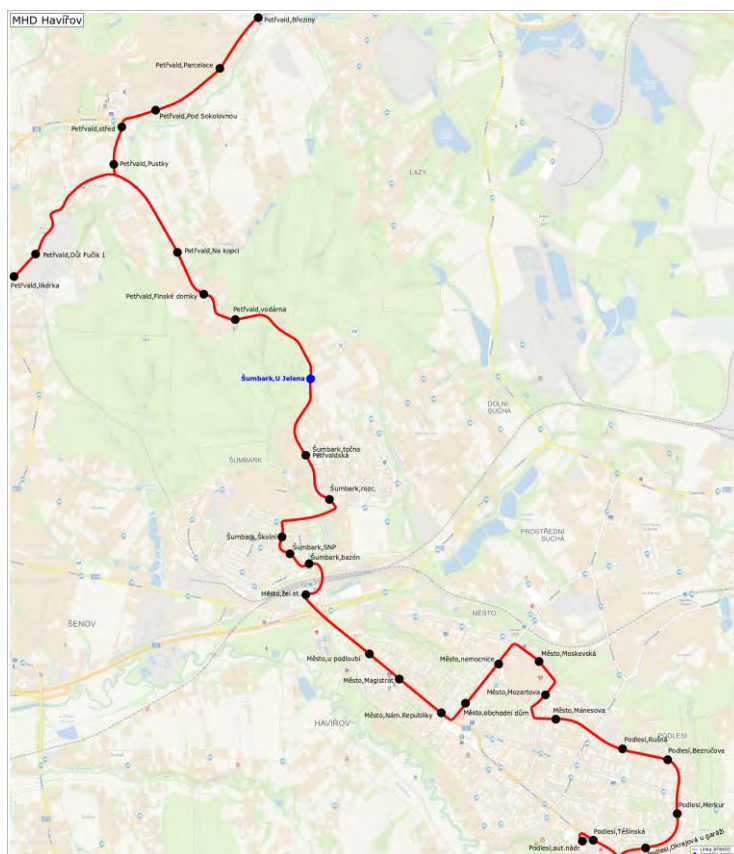 MHD Havířov
Petřvald,Březiny
Petřvald,Parcelace
Petřvald,Pod Sokolovnou
Petřvald,střed
Petřvald,Pustky
LAZY
Petřvald,Na kopci
Petřvald,Důl Fučík 1
Petřvald,likérka
Petřvald,Finské domky
Petřvald,vodárna
Šumbark,U Jelena
DOLNÍ
SUCHÁ
Šumbark,točna
Petřvaldská
ŠUMBARK
Šumbark,rozc.
Šumbark,Školní
PROSTŘEDNÍ
SUCHÁ
Šumbark,SNP
Šumbark,bazén
Město,žel.st.
MĚSTO
ŠENOV
Město,u podloubí
Město,nemocnice
Město,Moskevská
Město,Magistrát
Město,Mozartova
Město,Nám.Republiky
Město,obchodní dům
Město,Mánesova
HAVÍŘOV
PODLESÍ
Podlesí,Rušná
Podlesí,Bezručova
Podlesí,Merkur
Podlesí,Těšínská
Podlesí,Okrajová u garáží
Podlesí,aut.nádr.